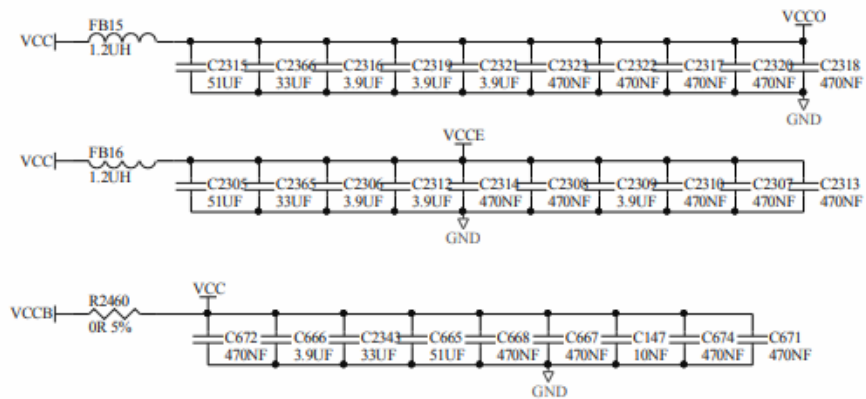 FB15
VCCO
VCC
1.2UH
C2315 C2366 C2316 C2319 C2321 C2323 C2322 C2317 C2320 C2318
51UF 33UF 3.9UF 3.9UF 3.9UF 470NF 470NF 470NF 470NF 470NF
GND
VCCE
VCC
FB16
1.2UH
C2305 C2365 C2306 C2312 C2314 C2308 C2309 C2310 C2307 C2313
51UF 33UF 3.9UF 3.9UF 470NF 470NF 3.9UF 470NF 470NF 470NF
GND
VCC
R2460
VCCB
0R 5%
C672 C666 C2343 C665 C668 C667 C147 C674 C671
470NF 3.9UF 33UF 51UF 470NF 470NF 10NF 470NF 470NF
GND